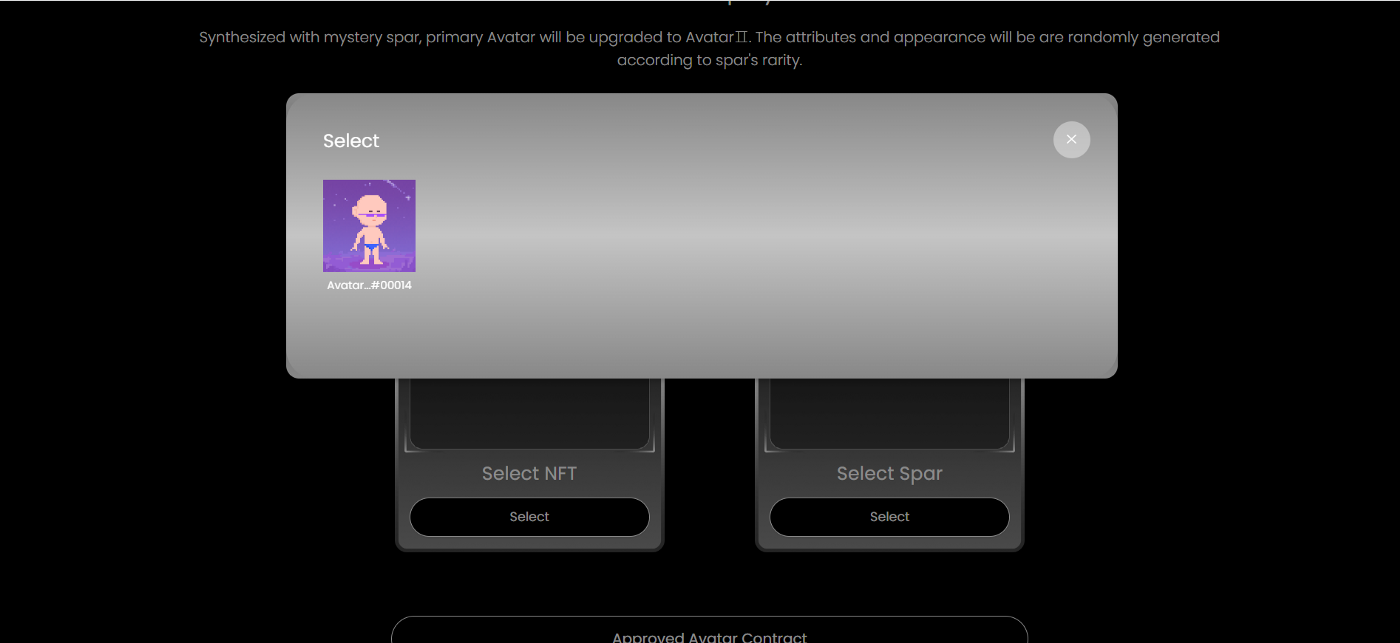 Synthesized with mystery spar, primary Avatar will be upgraded to AvatarⅡ. The attributes and appearance will be are randomly generated
according to spar's rarity.
Select
Avatar...#00014
Select NFT
Select Spar
Select
Select
Approved Avatar Contract